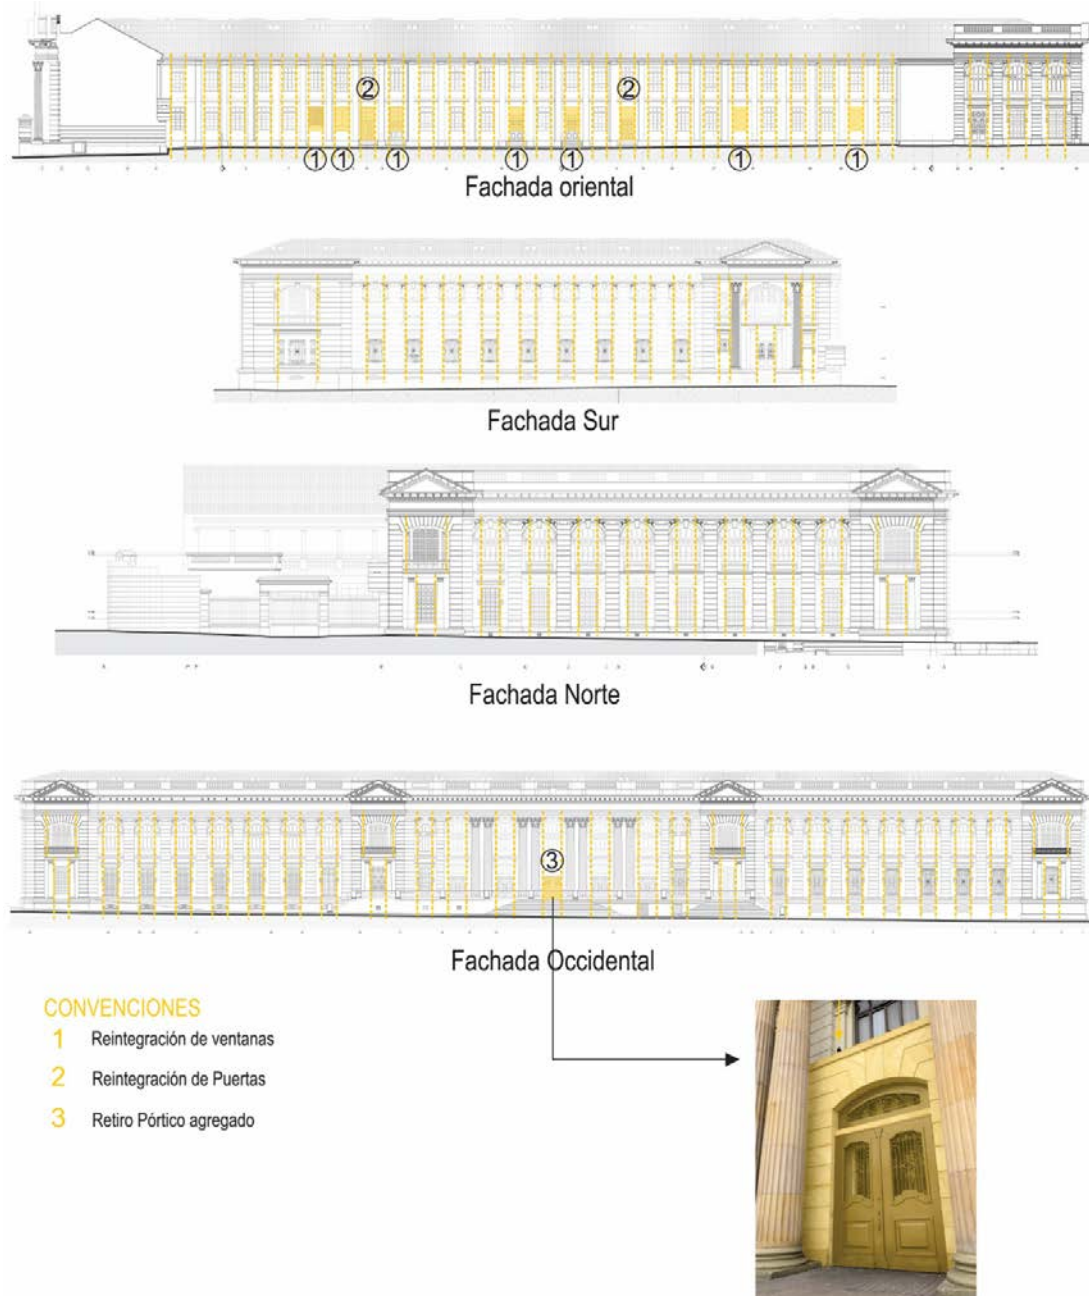 2 2
1 1 1 1 1 1 1
Fachada oriental
Fachada Sur
Fachada Norte
3
Fachada Occidental
CONVENCIONES
1 Reintegración de ventanas
2 Reintegración de Puertas
3 Retiro Pórtico agregado